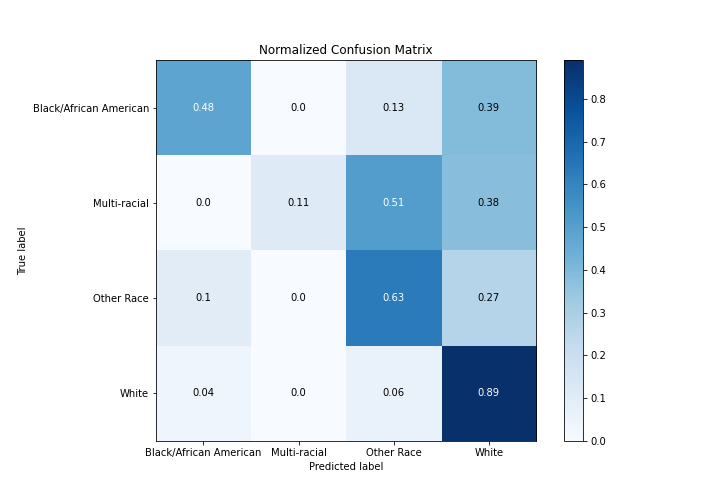 Normalized Confusion Matrix
Black/African American 0.48 0.0 0.13 0.39
Multi-racial 0.0 0.11 0.51 0.38
Other Race 0.1 0.0 0.63 0.27
White 0.04 0.0 0.06 0.89
True label
Black/African American Multi-racial Other Race White
Predicted label
0.8
0.7
0.6
0.5
0.4
0.3
0.2
0.1
0.0